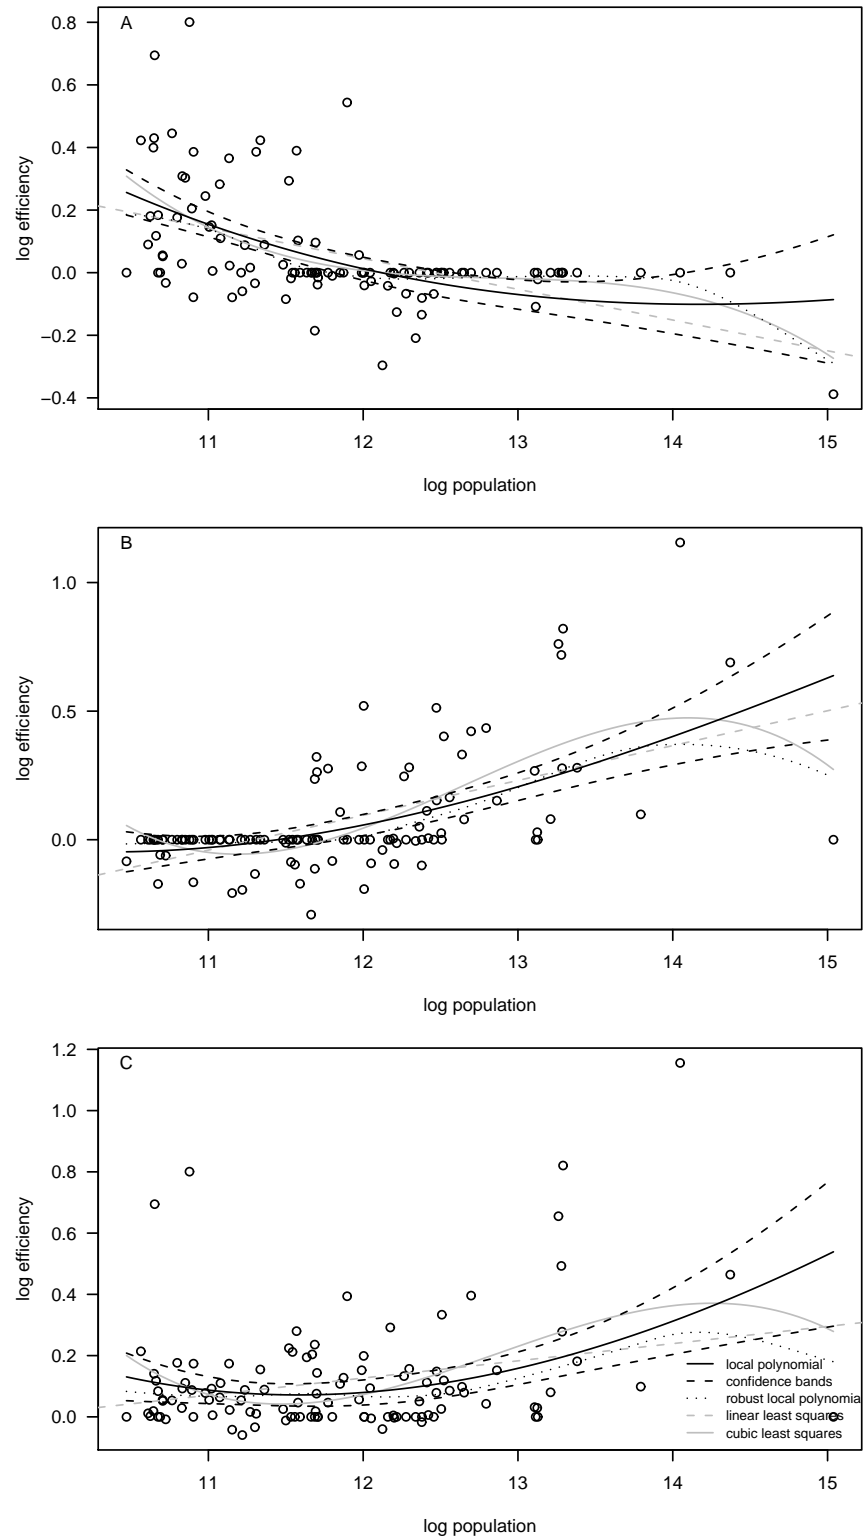 A
0.8
0.6
0.4
0.2
0.0
−0.2
−0.4
log efficiency
11 12 13 14 15
log population
B
1.0
0.5
0.0
log efficiency
11 12 13 14 15
log population
C
1.2
1.0
0.8
0.6
0.4
0.2
0.0
log efficiency
local polynomial
confidence bands
robust local polynomia
linear least squares
cubic least squares
11 12 13 14 15
log population